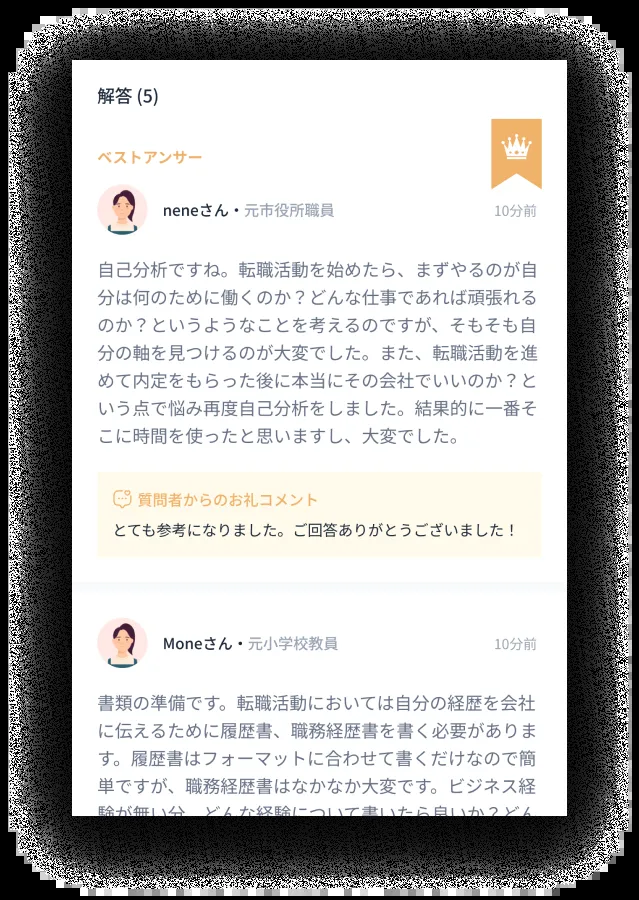 解答 (5)
ベストアンサー
neneさん・元市役所職員
10分前
自己分析ですね。転職活動を始めたら、まずやるのが自
分は何のために働くのか？どんな仕事であれば頑張れる
のか？というようなことを考えるのですが、そもそも自
分の軸を見つけるのが大変でした。また、転職活動を進
めて内定をもらった後に本当にその会社でいいのか？と
いう点で悩み再度自己分析をしました。結果的に一番そ
こに時間を使ったと思いますし、大変でした。
質問者からのお礼コメント
とても参考になりました。ご回答ありがとうございました！
Moneさん・元小学校教員
10分前
書類の準備です。転職活動においては自分の経歴を会社
に伝えるために履歴書、職務経歴書を書く必要がありま
す。履歴書はフォーマットに合わせて書くだけなので簡
単ですが、職務経歴書はなかなか大変です。ビジネス経
験が無い分、どんな経験について書いたら良いか？どん